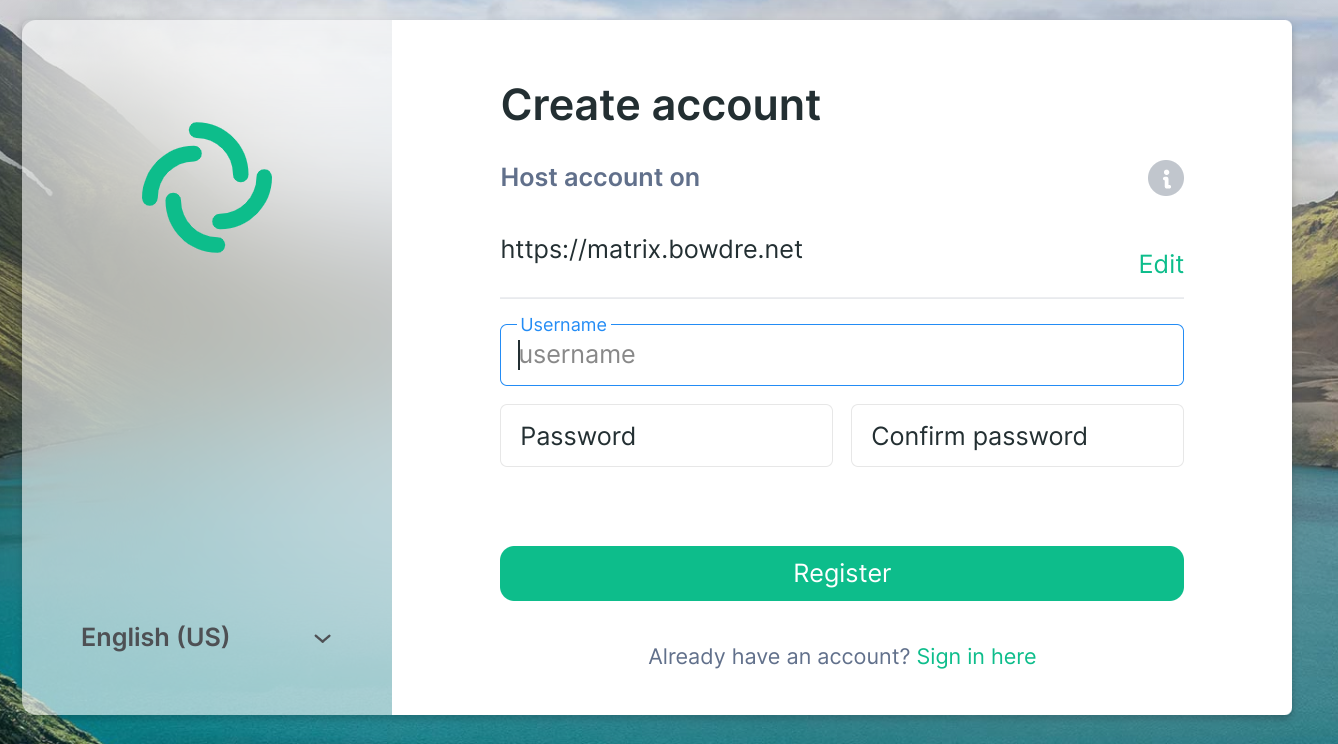 Create account
Host account on
https://matrix.bowdre.net
Edit
Username
username
Password
Confirm password
Register
English (US)
Already have an account? Sign in here